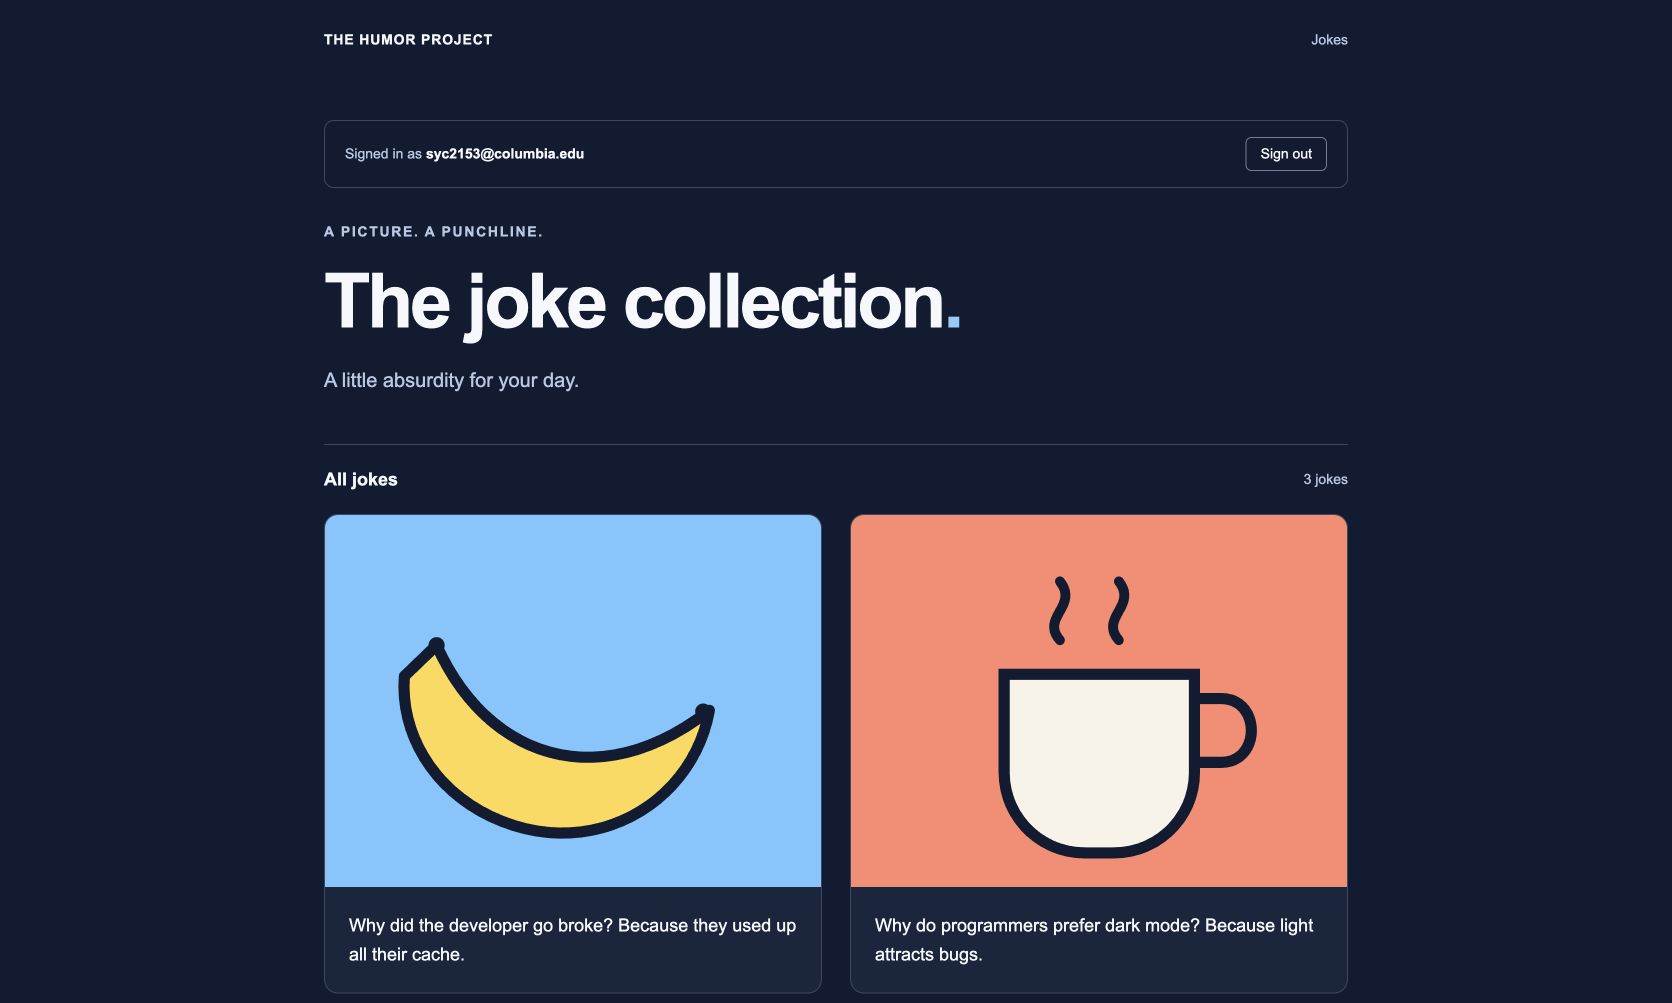 THE HUMOR PROJECT
Jokes
Signed in as syc2153@columbia.edu
Sign out
A PICTURE. A PUNCHLINE.
The joke collection.
A little absurdity for your day.
All jokes
3 jokes
Why did the developer go broke? Because they used up
all their cache.
Why do programmers prefer dark mode? Because light
attracts bugs.